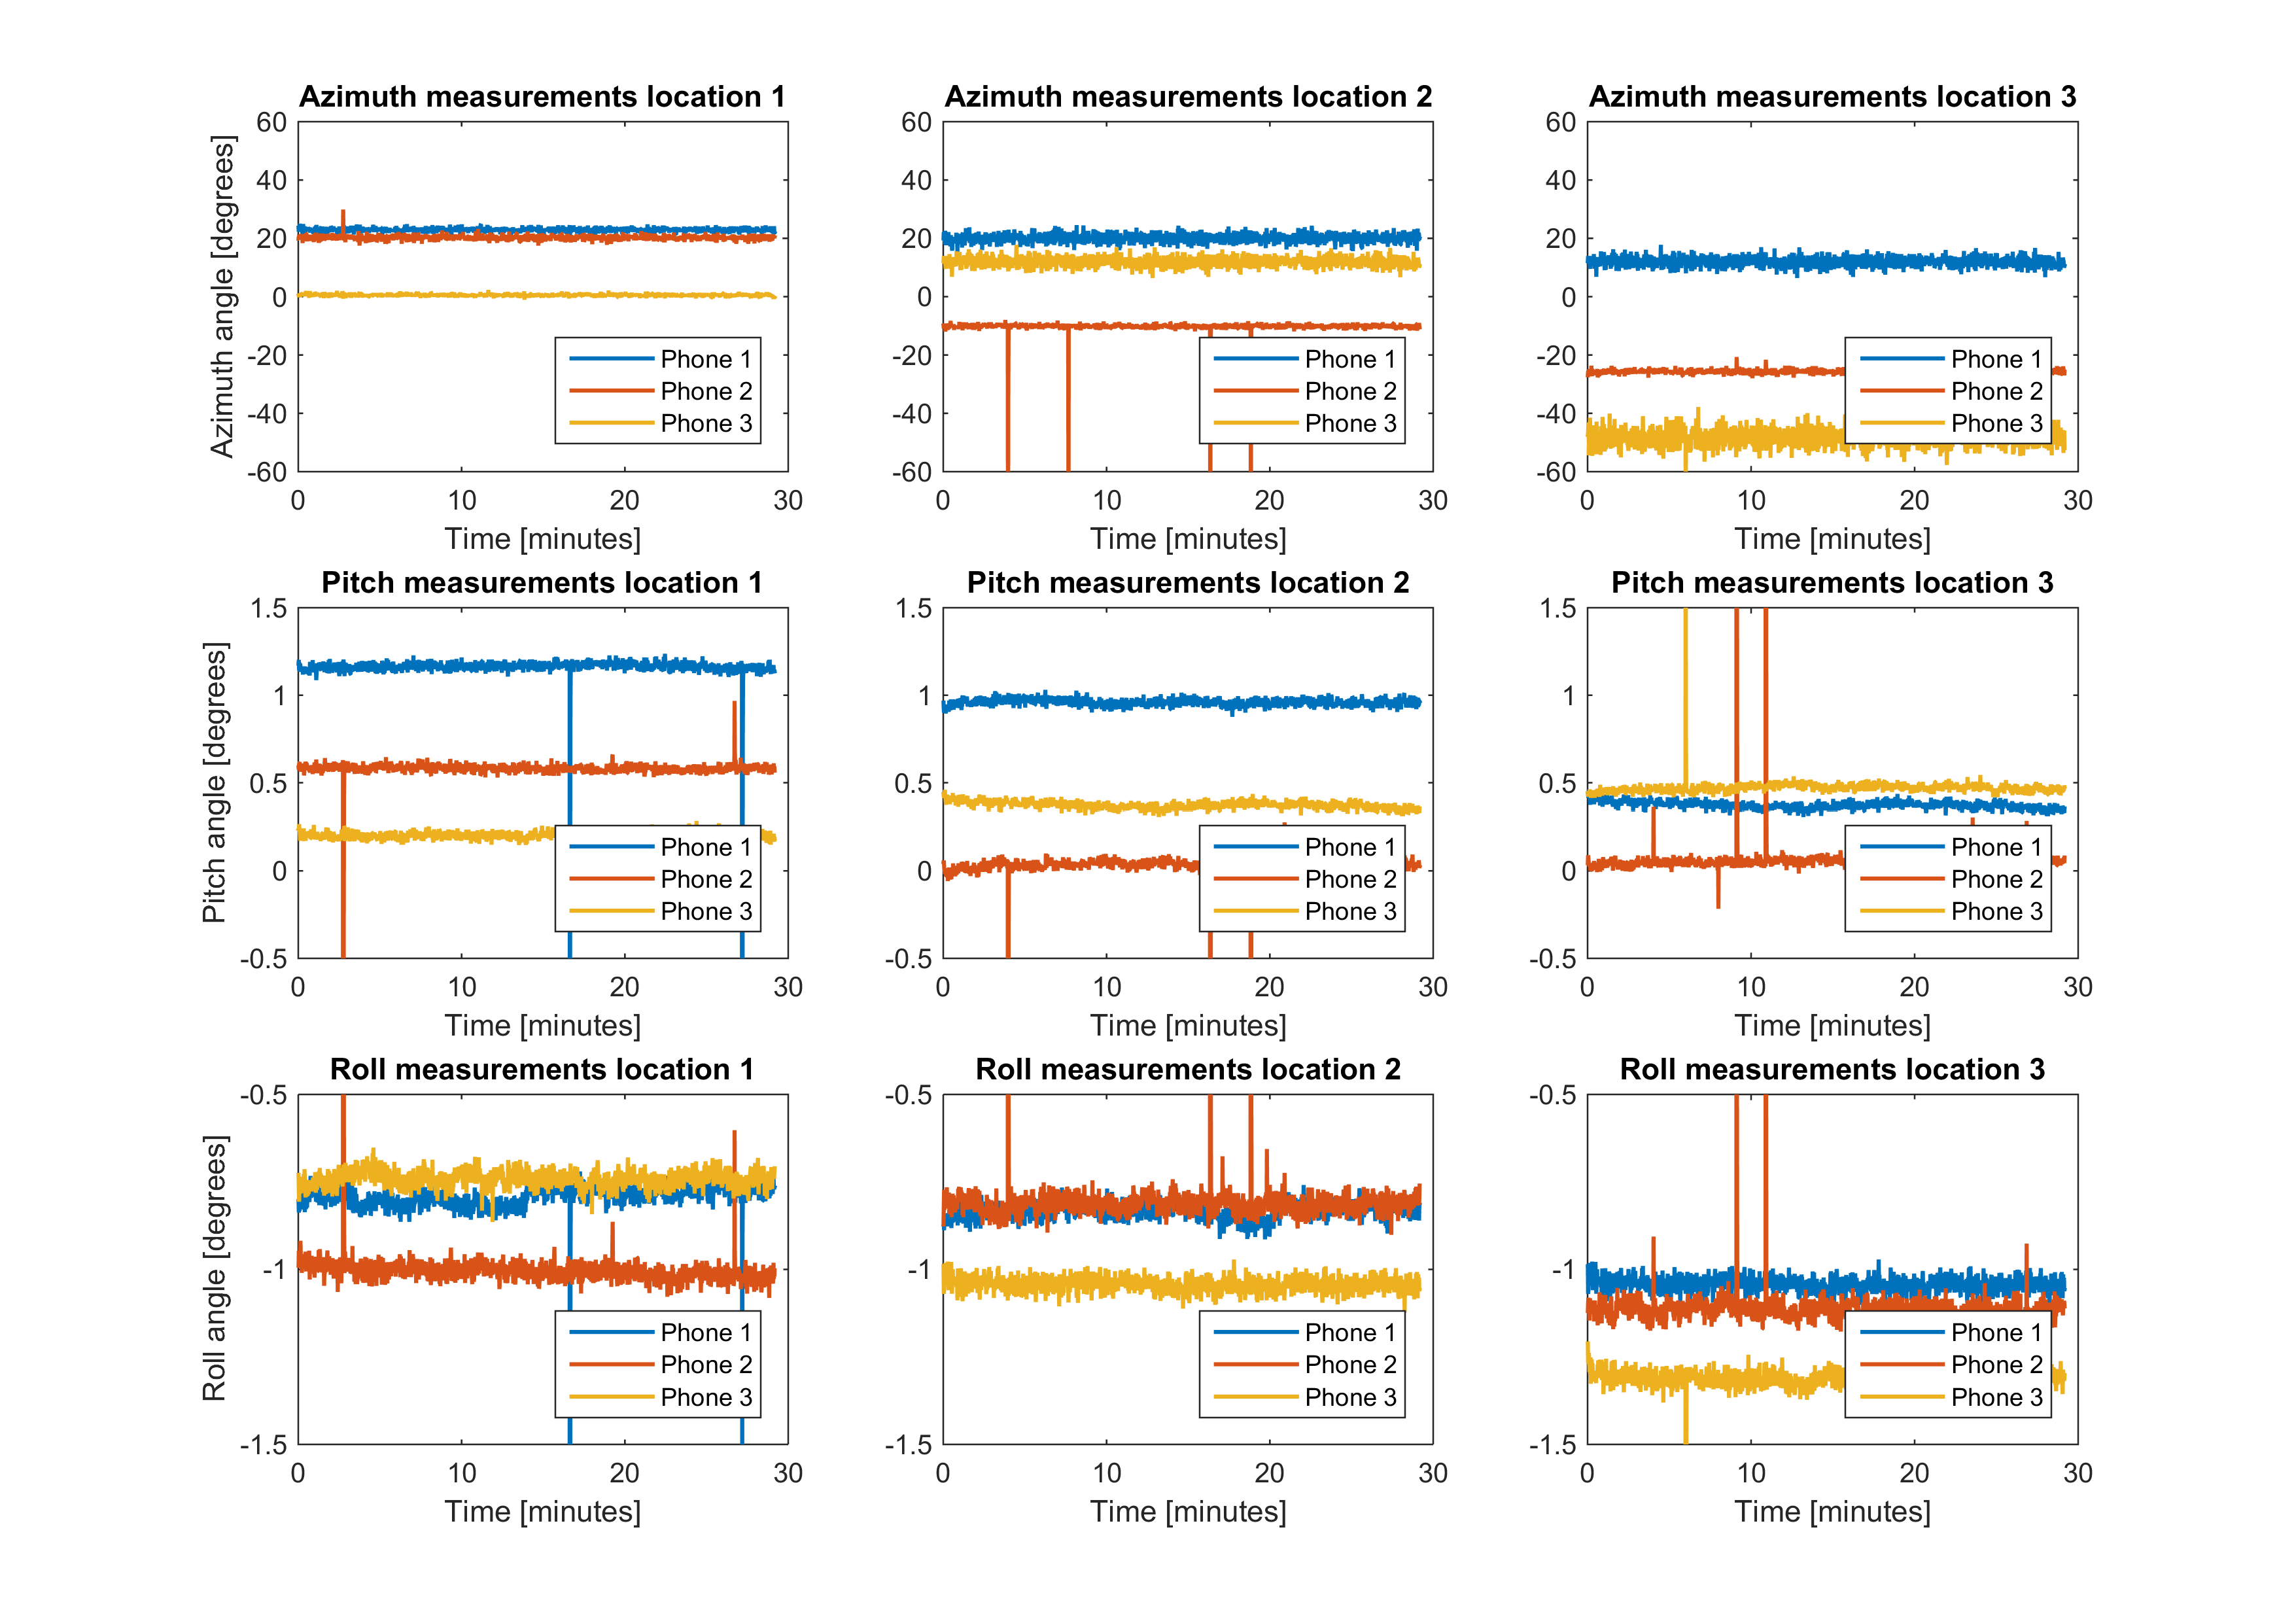 Azimuth measurements location 1
Azimuth angle [degrees]
60
40
20
0
-20
-40
-60
Phone 1
Phone 2
Phone 3
0 10 20 30
Time [minutes]
Azimuth measurements location 2
60
40
20
0
-20
-40
-60
Phone 1
Phone 2
Phone 3
0 10 20 30
Time [minutes]
Azimuth measurements location 3
60
40
20
0
-20
-40
-60
Phone 1
Phone 2
Phone 3
0 10 20 30
Time [minutes]
Pitch measurements location 1
Pitch angle [degrees]
1.5
1
0.5
0
-0.5
Phone 1
Phone 2
Phone 3
0 10 20 30
Time [minutes]
Pitch measurements location 2
1.5
1
0.5
0
-0.5
Phone 1
Phone 2
Phone 3
0 10 20 30
Time [minutes]
Pitch measurements location 3
1.5
1
0.5
0
-0.5
Phone 1
Phone 2
Phone 3
0 10 20 30
Time [minutes]
Roll measurements location 1
Roll angle [degrees]
-0.5
-1
-1.5
Phone 1
Phone 2
Phone 3
0 10 20 30
Time [minutes]
Roll measurements location 2
-0.5
-1
-1.5
Phone 1
Phone 2
Phone 3
0 10 20 30
Time [minutes]
Roll measurements location 3
-0.5
-1
-1.5
Phone 1
Phone 2
Phone 3
0 10 20 30
Time [minutes]